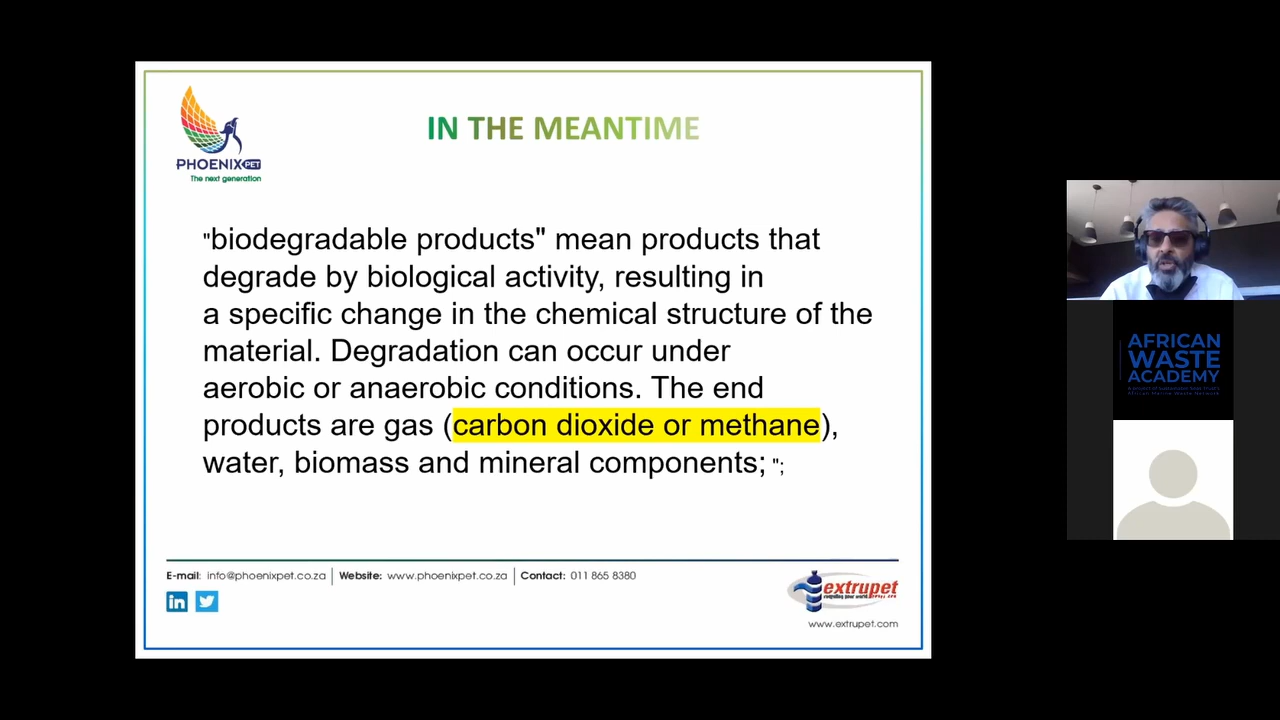 IN THE MEANTIME
PHOENIX PET
The next generation
"biodegradable products" mean products that
degrade by biological activity, resulting in
a specific change in the chemical structure of the
material. Degradation can occur under
aerobic or anaerobic conditions. The end
products are gas (carbon dioxide or methane),
water, biomass and mineral components; ";
E-mail: info@phoenixpet.co.za | Website: www.phoenixpet.co.za | Contact: 011 865 8380
in
extrupet
www.extrupet.com
AFRICAN
WASTE
ACADEMY